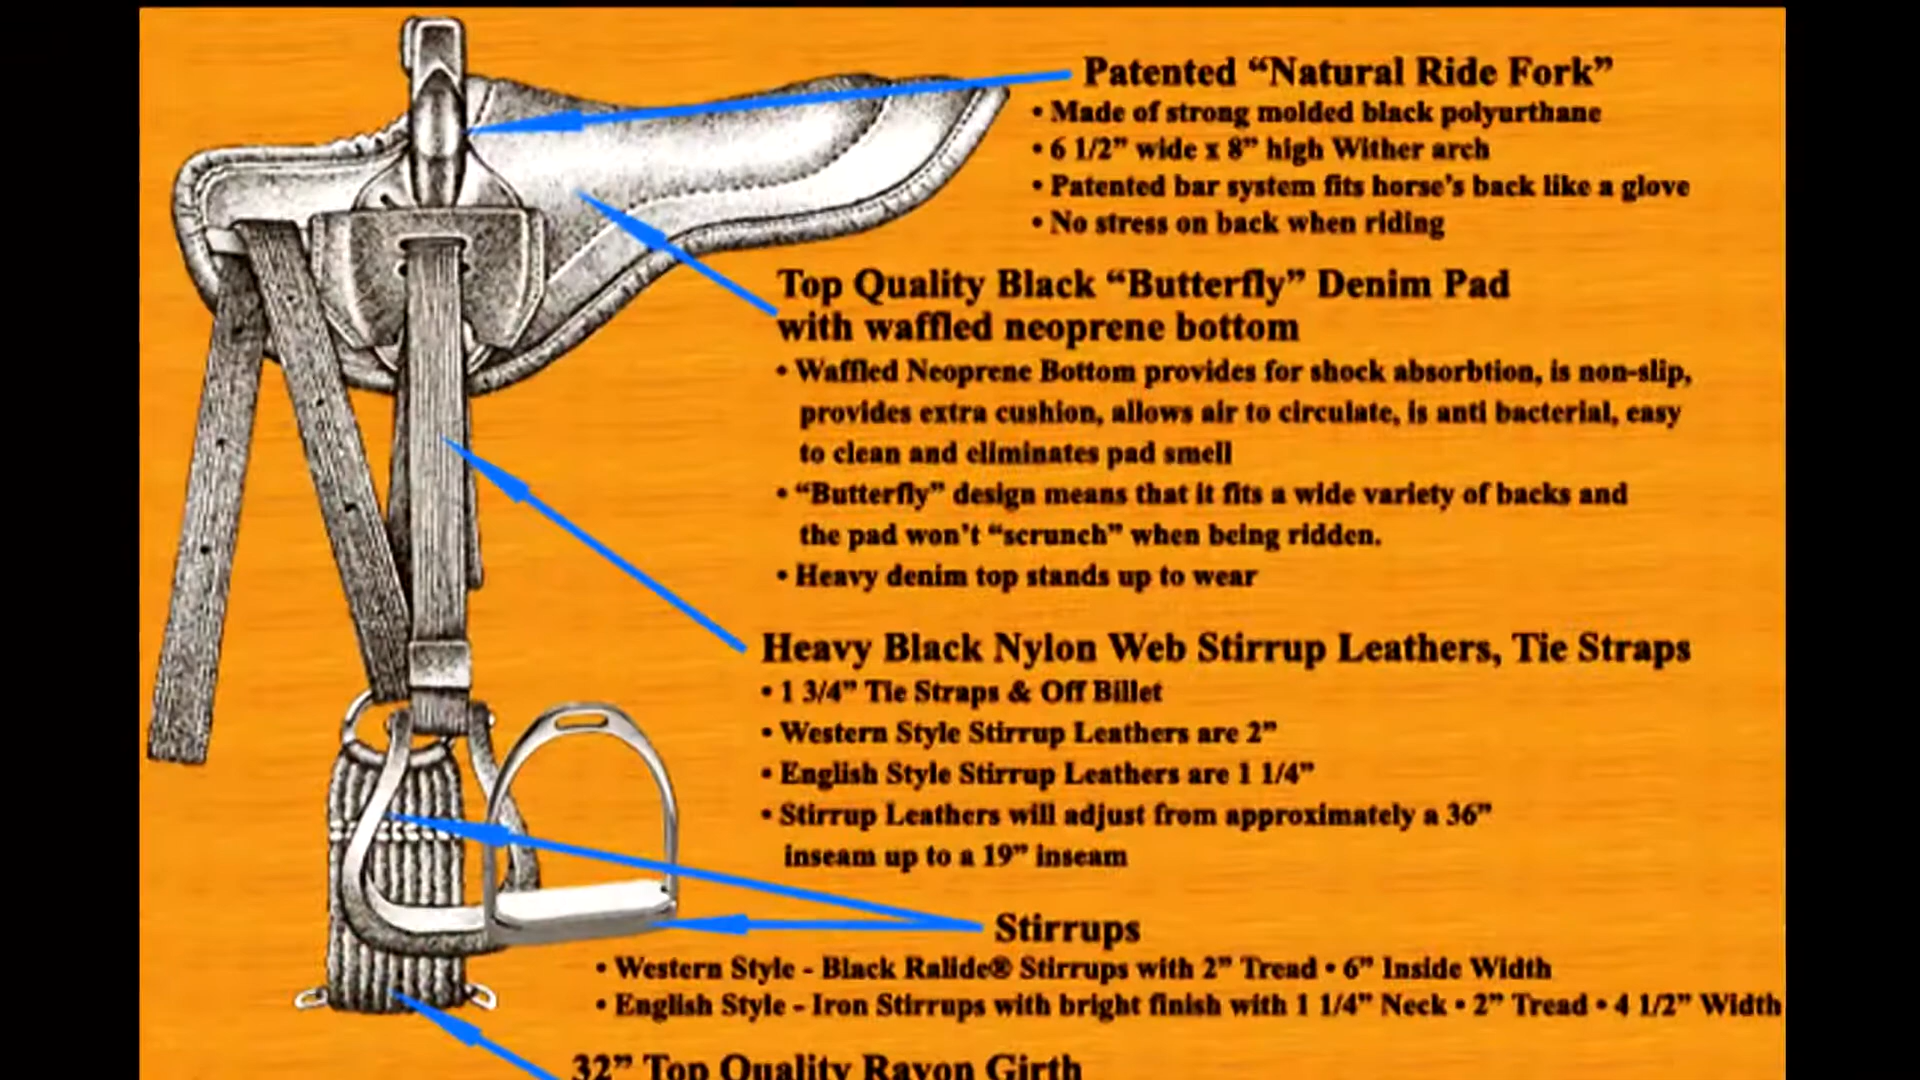 Patented “Natural Ride Fork”
• Made of strong molded black polyurthane
• 6 1/2” wide x 8” high Wither arch
• Patented bar system fits horse’s back like a glove
• No stress on back when riding
Top Quality Black “Butterfly” Denim Pad
with waffled neoprene bottom
• Waffled Neoprene Bottom provides for shock absorbtion, is non-slip,
provides extra cushion, allows air to circulate, is anti bacterial, easy
to clean and eliminates pad smell
• “Butterfly” design means that it fits a wide variety of backs and
the pad won’t “scrunch” when being ridden.
• Heavy denim top stands up to wear
Heavy Black Nylon Web Stirrup Leathers, Tie Straps
• 1 3/4” Tie Straps & Off Billet
• Western Style Stirrup Leathers are 2”
• English Style Stirrup Leathers are 1 1/4”
• Stirrup Leathers will adjust from approximately a 36”
inseam up to a 19” inseam
Stirrups
• Western Style - Black Ralide® Stirrups with 2” Tread • 6” Inside Width
• English Style - Iron Stirrups with bright finish with 1 1/4” Neck • 2” Tread • 4 1/2” Width
32” Top Quality Rayon Girth